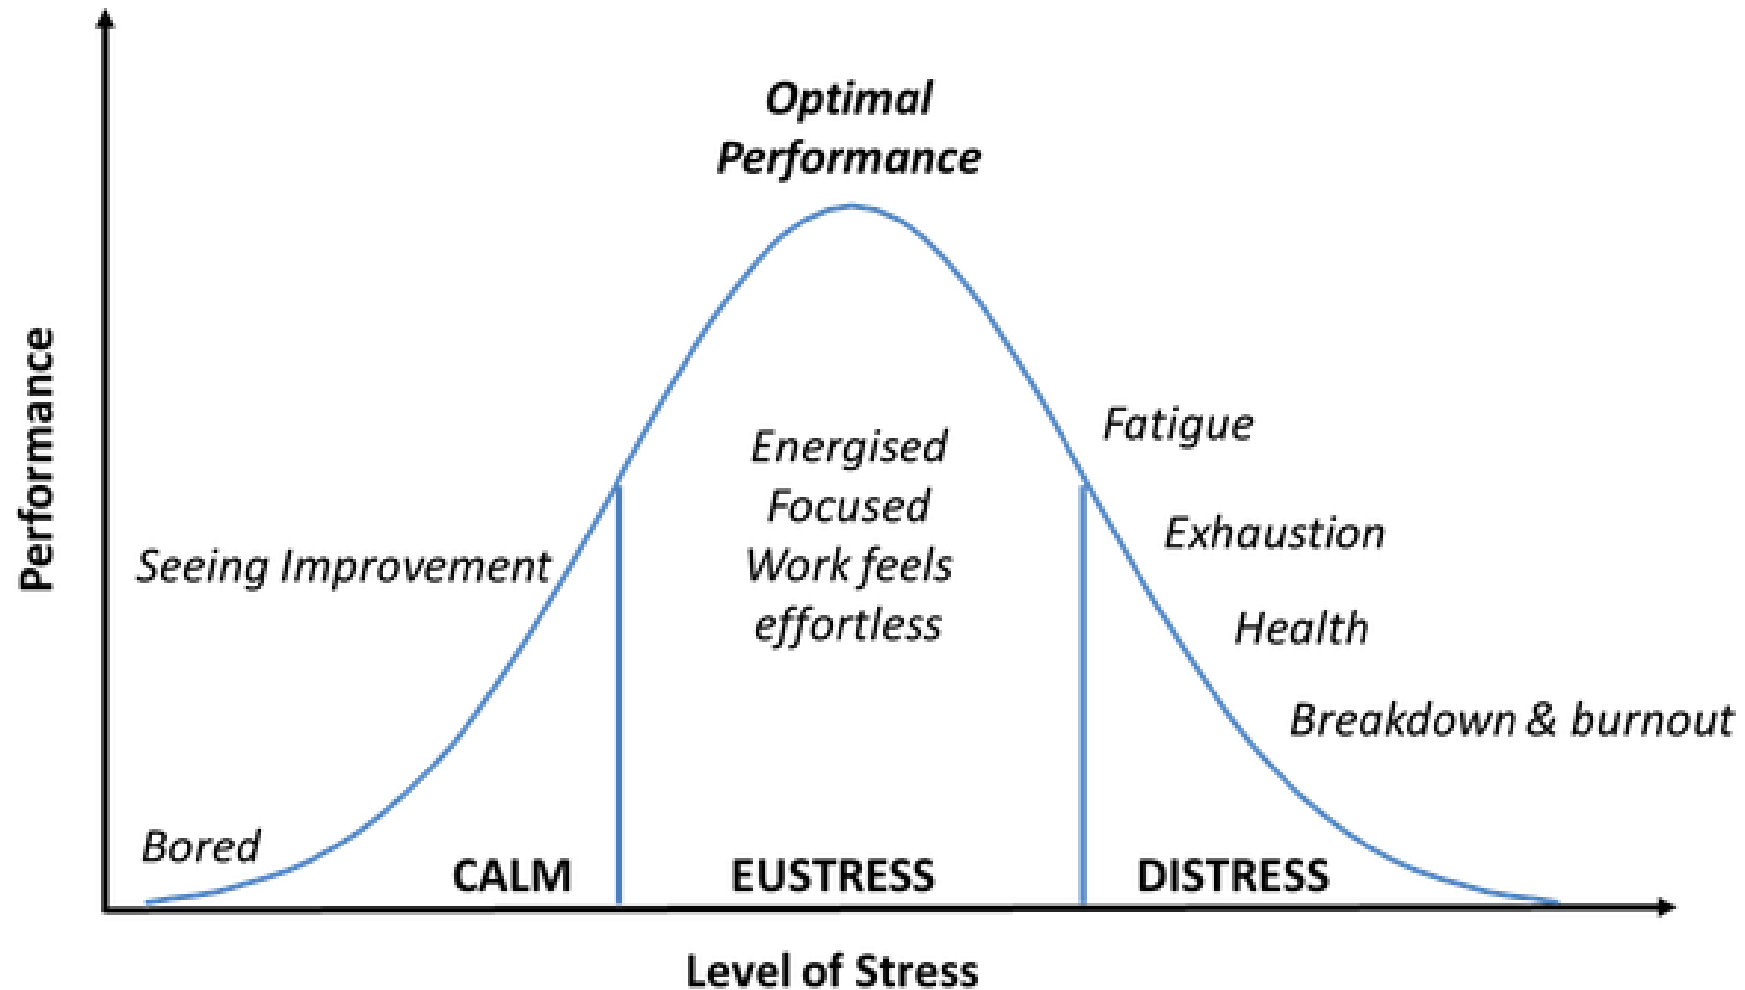 Optimal
Performance
Performance
Fatigue
Energised
Focused
Work feels
effortless
Exhaustion
Seeing Improvement
Health
Breakdown & burnout
Bored
CALM
EUSTRESS
DISTRESS
Level of Stress